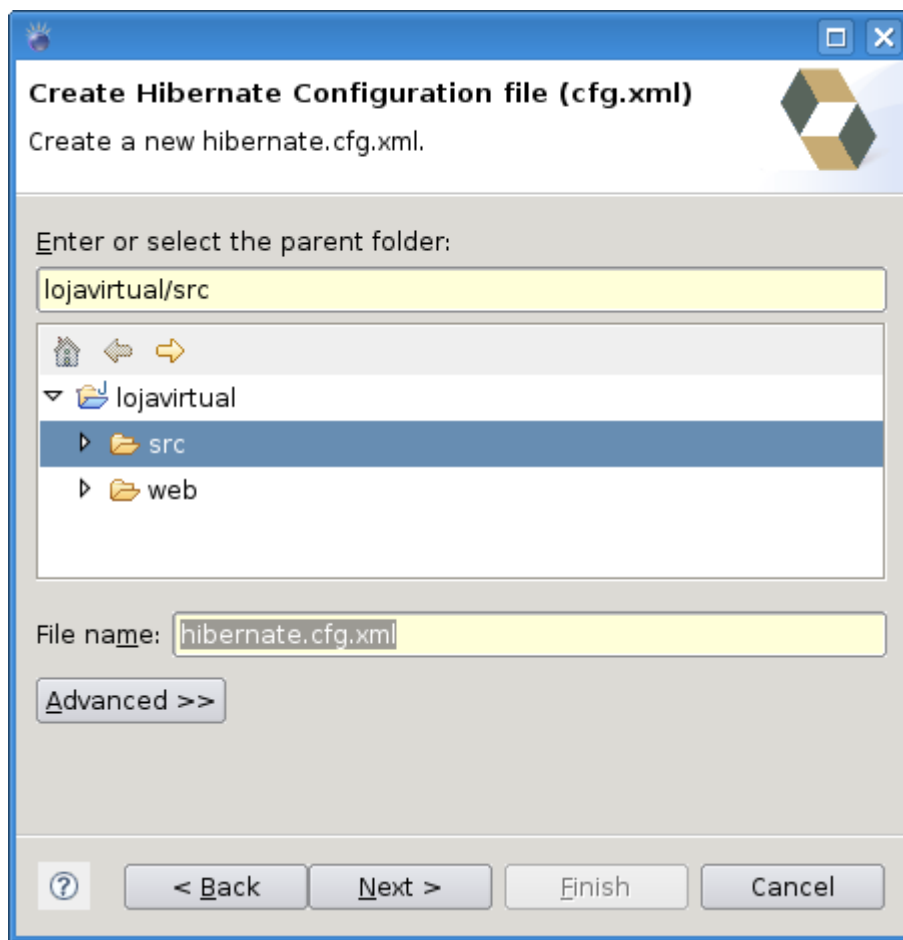 Create Hibernate Configuration file (cfg.xml)
Create a new hibernate.cfg.xml.
Enter or select the parent folder:
lojavirtual/src
lojavirtual
src
web
File name: hibernate.cfg.xml
Advanced >>
? < Back Next > Finish Cancel